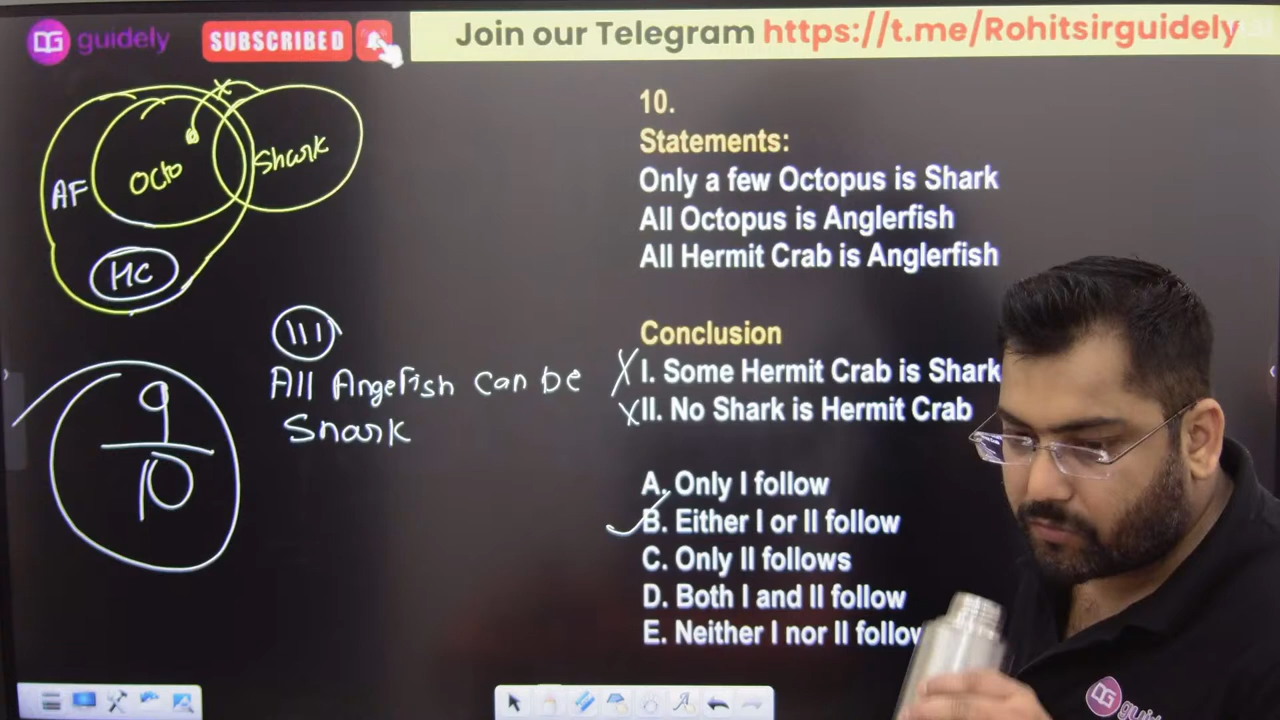 guidely
SUBSCRIBED
Join our Telegram https://t.me/Rohitsirguidely
AF
Octo
Shark
HC
III
All AngeFish can be
Snark
9
10
10.
Statements:
Only a few Octopus is Shark
All Octopus is Anglerfish
All Hermit Crab is Anglerfish
Conclusion
X I. Some Hermit Crab is Shark
X II. No Shark is Hermit Crab
A. Only I follow
B. Either I or II follow
C. Only II follows
D. Both I and II follow
E. Neither I nor II follow
DG